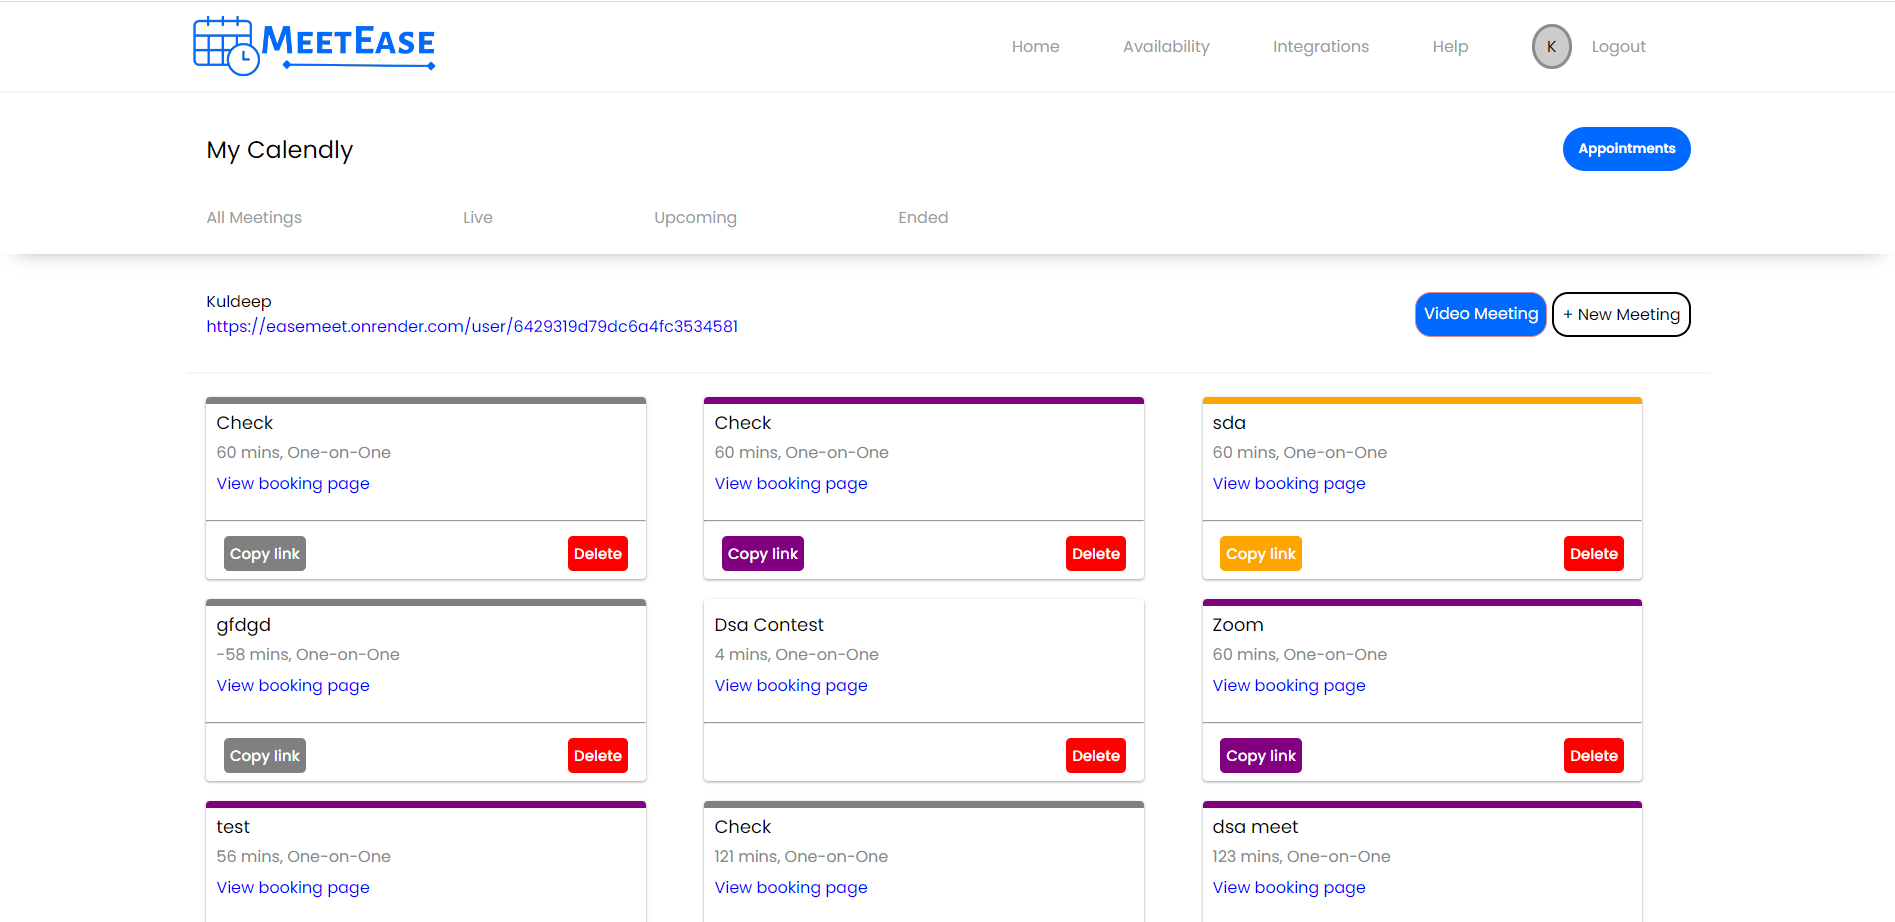 MEETEASE
Home Availability Integrations Help K Logout
My Calendly
Appointments
All Meetings Live Upcoming Ended
Kuldeep
https://easemeet.onrender.com/user/6429319d79dc6a4fc3534581
Video Meeting + New Meeting
Check
60 mins, One-on-One
View booking page
Copy link Delete
Check
60 mins, One-on-One
View booking page
Copy link Delete
sda
60 mins, One-on-One
View booking page
Copy link Delete
gfdgd
-58 mins, One-on-One
View booking page
Copy link Delete
Dsa Contest
4 mins, One-on-One
View booking page
Delete
Zoom
60 mins, One-on-One
View booking page
Copy link Delete
test
56 mins, One-on-One
View booking page
Check
121 mins, One-on-One
View booking page
dsa meet
123 mins, One-on-One
View booking page